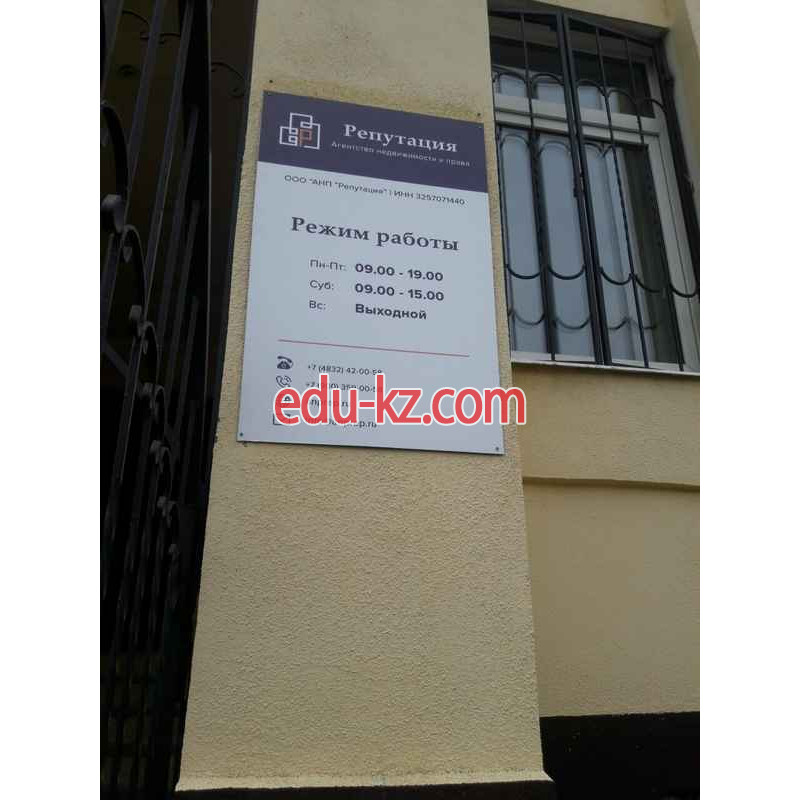 Репутация
Агентство недвижимости и права
ООО "АНП "Репутация" | ИНН 3257071440
Режим работы
Пн-Пт: 09.00 - 19.00
Суб: 09.00 - 15.00
Вс: Выходной
+7 (4832) 42-00-58
edu-kz.com